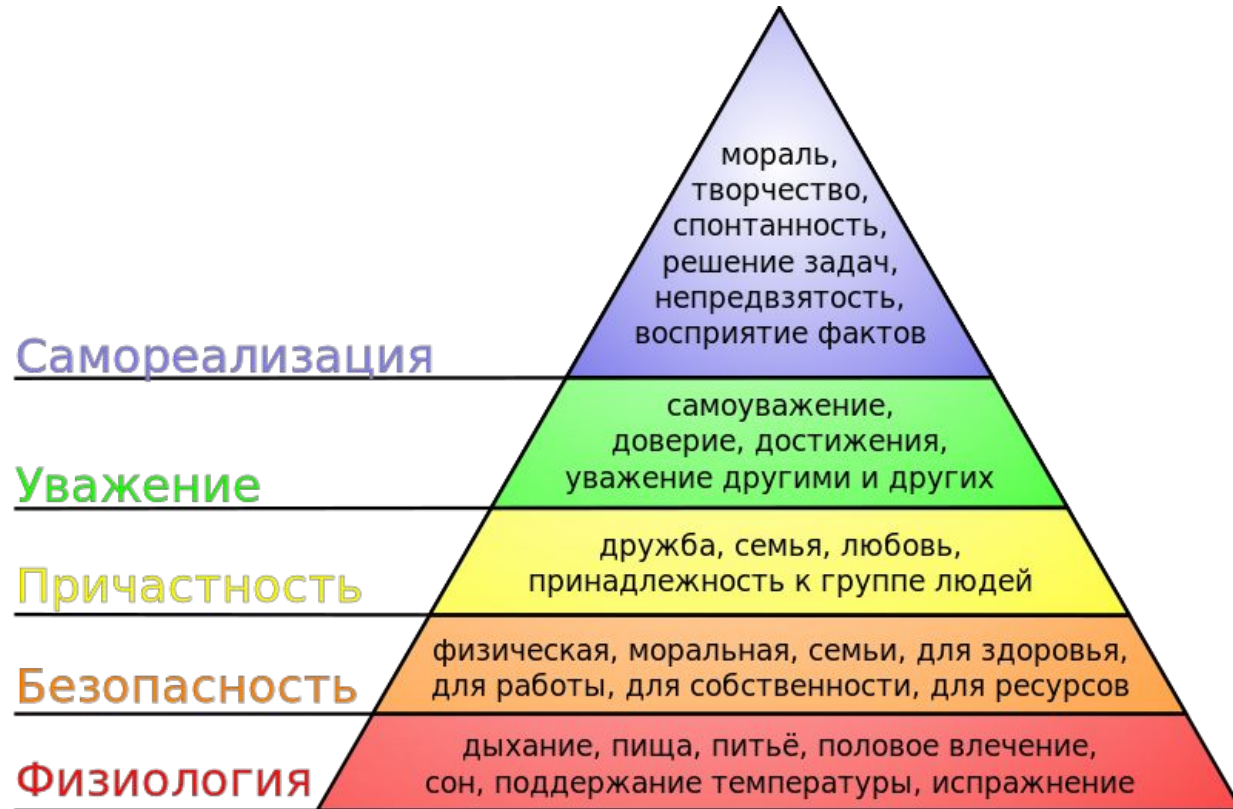 мораль,
творчество,
спонтанность,
решение задач,
непредвзятость,
восприятие фактов
Самореализация
самоуважение,
доверие, достижения,
уважение другими и других
Уважение
дружба, семья, любовь,
принадлежность к группе людей
Причастность
физическая, моральная, семьи, для здоровья,
для работы, для собственности, для ресурсов
Безопасность
дыхание, пища, питьё, половое влечение,
сон, поддержание температуры, испражнение
Физиология